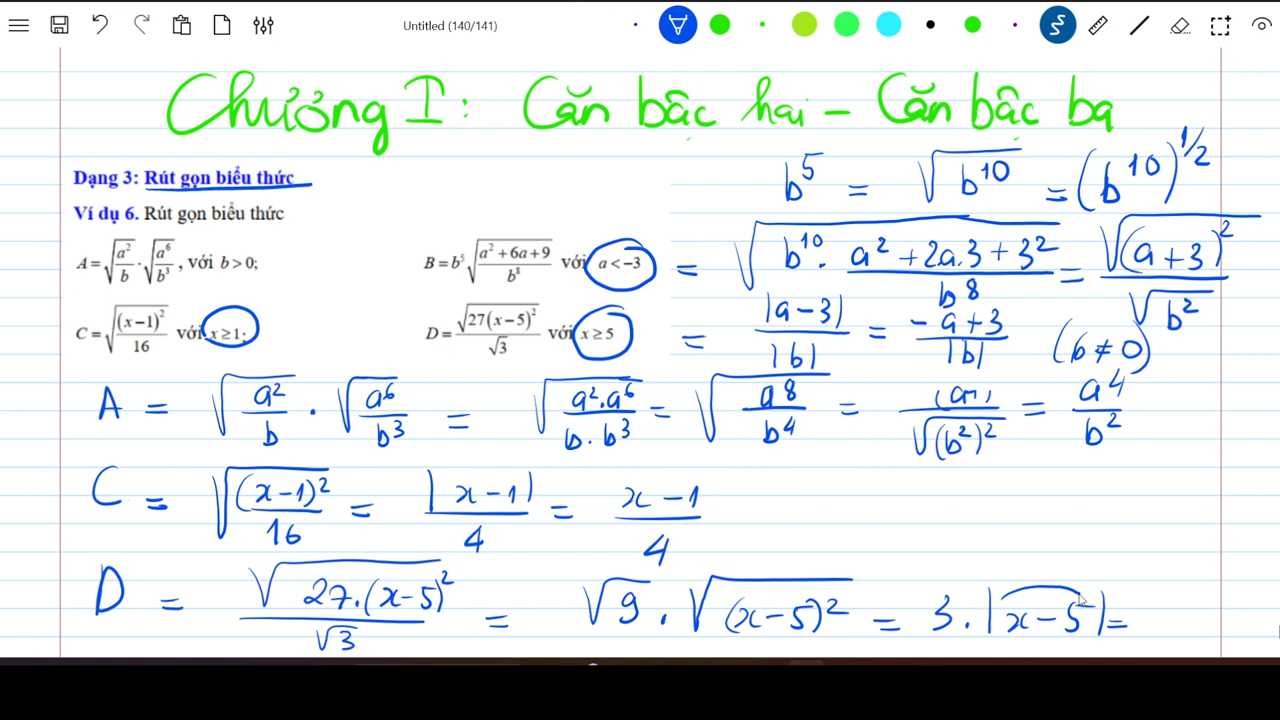 Untitled (140/141)
Chương I: Căn bậc hai – Căn bậc ba
Dạng 3: Rút gọn biểu thức
Ví dụ 6. Rút gọn biểu thức
A = √(a²/b) · √(a⁶/b³), với b > 0;
B = b⁵ √((a² + 6a + 9)/b⁸) với a < −3
C = √((x−1)²/16) với x ≥ 1;
D = √(27(x−5)²)/√3 với x ≥ 5
b⁵ = √(b¹⁰) = (b¹⁰)^(1/2)
= √((b¹⁰ · a² + 2a.3 + 3²)/b⁸) = √((a+3)²)/√(b²)
= |a−3|/|b| = (−a+3)/|b| (b ≠ 0)
A = √(a²/b) · √(a⁶/b³) = √((a².a⁶)/(b.b³)) = √(a⁸/b⁴) = /√((b²)²) = a⁴/b²
C = √((x−1)²/16) = |x−1|/4 = (x−1)/4
D = √(27.(x−5)²)/√3 = √9 . √((x−5)²) = 3.|x−5| =